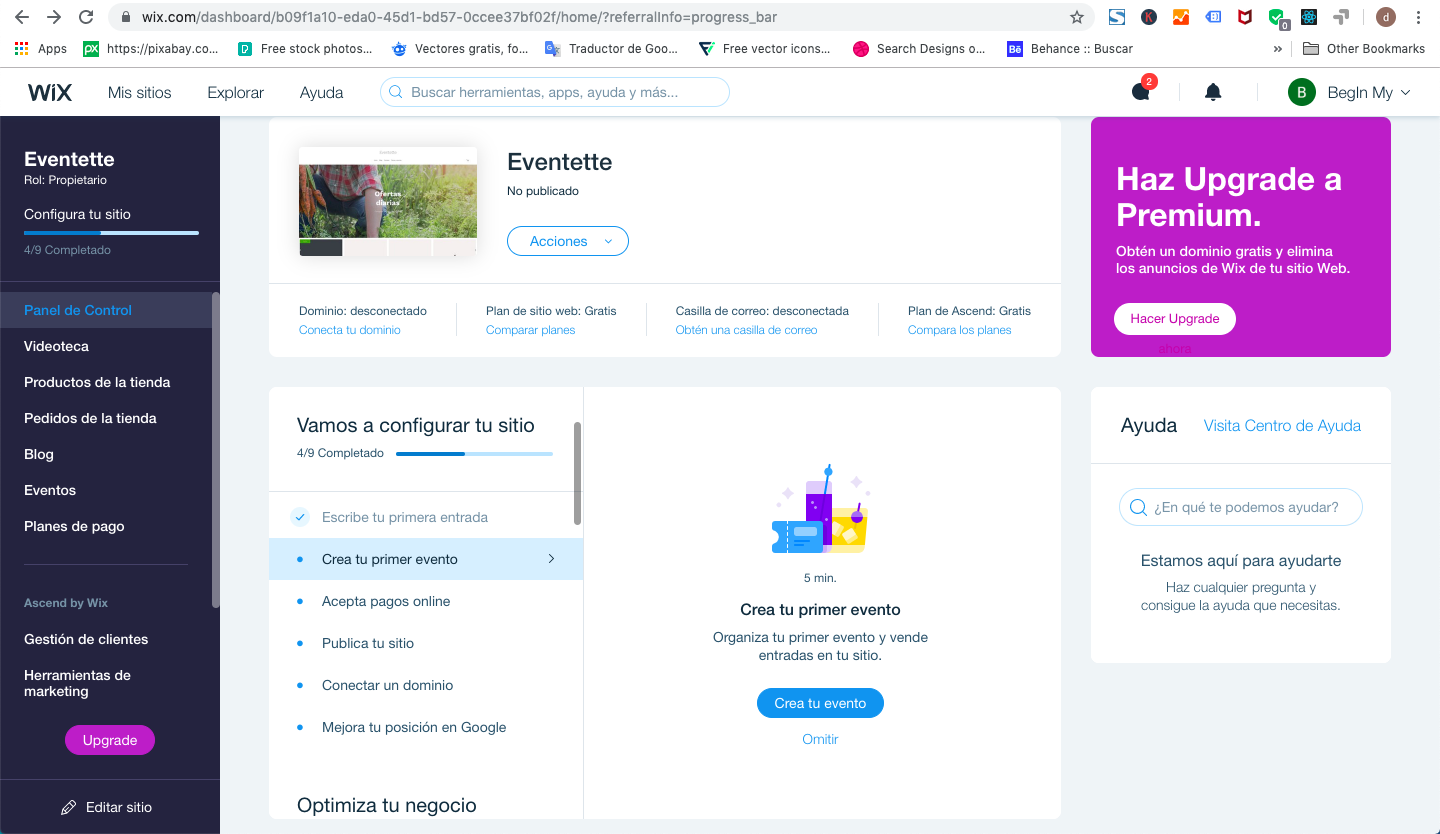 wix.com/dashboard/b09f1a10-eda0-45d1-bd57-0ccee37bf02f/home/?referralInfo=progress_bar
Apps
https://pixabay.co...
Free stock photos...
Vectores gratis, fo...
Traductor de Goo...
Free vector icons...
Search Designs o...
Behance :: Buscar
Other Bookmarks
WiX
Mis sitios
Explorar
Ayuda
Buscar herramientas, apps, ayuda y más...
2
B
BegIn My
Eventette
Rol: Propietario
Configura tu sitio
4/9 Completado
Panel de Control
Videoteca
Productos de la tienda
Pedidos de la tienda
Blog
Eventos
Planes de pago
Ascend by Wix
Gestión de clientes
Herramientas de
marketing
Upgrade
Editar sitio
Ofertas
diarias
Eventette
No publicado
Acciones
Dominio: desconectado
Conecta tu dominio
Plan de sitio web: Gratis
Comparar planes
Casilla de correo: desconectada
Obtén una casilla de correo
Plan de Ascend: Gratis
Compara los planes
Haz Upgrade a
Premium.
Obtén un dominio gratis y elimina
los anuncios de Wix de tu sitio Web.
Hacer Upgrade
ahora
Vamos a configurar tu sitio
4/9 Completado
Escribe tu primera entrada
Crea tu primer evento
Acepta pagos online
Publica tu sitio
Conectar un dominio
Mejora tu posición en Google
Optimiza tu negocio
5 min.
Crea tu primer evento
Organiza tu primer evento y vende
entradas en tu sitio.
Crea tu evento
Omitir
Ayuda
Visita Centro de Ayuda
¿En qué te podemos ayudar?
Estamos aquí para ayudarte
Haz cualquier pregunta y
consigue la ayuda que necesitas.